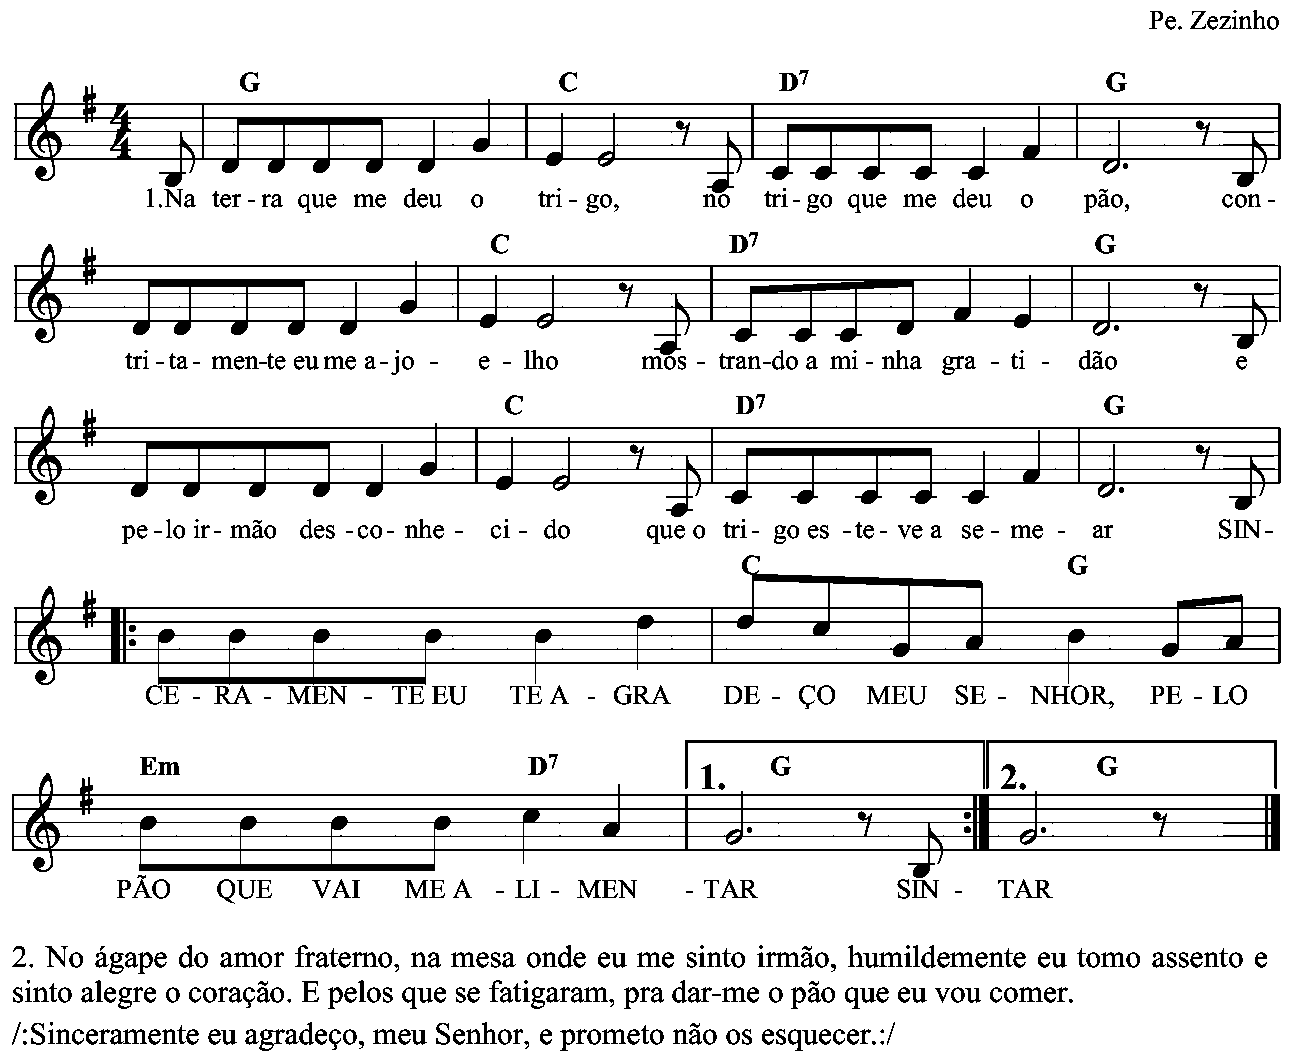 Pe. Zezinho
G C D7 G
1.Na ter - ra que me deu o tri - go, no tri - go que me deu o pão, con -
C D7 G
tri - ta - men-te eu me a-jo - e - lho mos - tran-do a mi - nha gra - ti - dão e
C D7 G
pe - lo ir - mão des - co - nhe - ci - do que o tri - go es - te - ve a se - me - ar SIN-
C G
CE - RA - MEN - TE EU TE A - GRA DE - ÇO MEU SE - NHOR, PE - LO
Em D7 1. G 2. G
PÃO QUE VAI ME A - LI - MEN - TAR SIN - TAR
2. No ágape do amor fraterno, na mesa onde eu me sinto irmão, humildemente eu tomo assento e
sinto alegre o coração. E pelos que se fatigaram, pra dar-me o pão que eu vou comer.
/:Sinceramente eu agradeço, meu Senhor, e prometo não os esquecer.:/